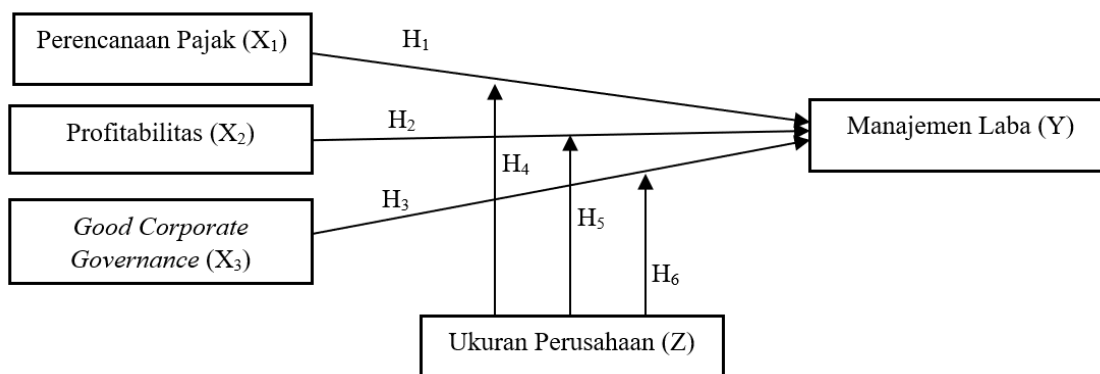 Perencanaan Pajak (X₁)
H₁
Profitabilitas (X₂)
H₂
Manajemen Laba (Y)
H₄
H₃
Good Corporate
Governance (X₃)
H₅
H₆
Ukuran Perusahaan (Z)